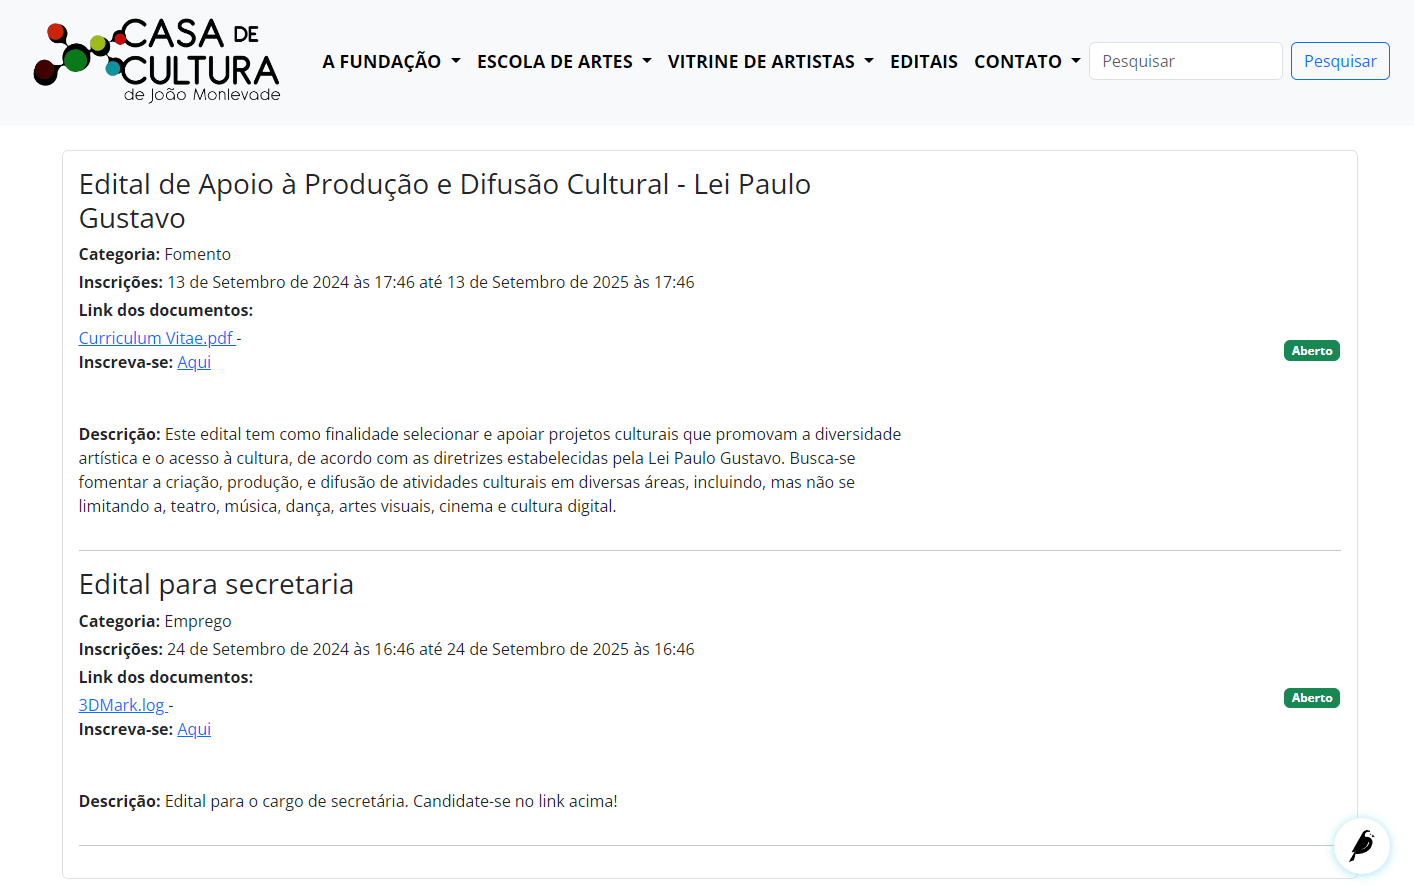 CASA DE
CULTURA
de João Monlevade
A FUNDAÇÃO
ESCOLA DE ARTES
VITRINE DE ARTISTAS
EDITAIS
CONTATO
Pesquisar
Pesquisar
Edital de Apoio à Produção e Difusão Cultural - Lei Paulo
Gustavo
Categoria: Fomento
Inscrições: 13 de Setembro de 2024 às 17:46 até 13 de Setembro de 2025 às 17:46
Link dos documentos:
Curriculum Vitae.pdf -
Inscreva-se: Aqui
Aberto
Descrição: Este edital tem como finalidade selecionar e apoiar projetos culturais que promovam a diversidade
artística e o acesso à cultura, de acordo com as diretrizes estabelecidas pela Lei Paulo Gustavo. Busca-se
fomentar a criação, produção, e difusão de atividades culturais em diversas áreas, incluindo, mas não se
limitando a, teatro, música, dança, artes visuais, cinema e cultura digital.
Edital para secretaria
Categoria: Emprego
Inscrições: 24 de Setembro de 2024 às 16:46 até 24 de Setembro de 2025 às 16:46
Link dos documentos:
3DMark.log -
Inscreva-se: Aqui
Aberto
Descrição: Edital para o cargo de secretária. Candidate-se no link acima!